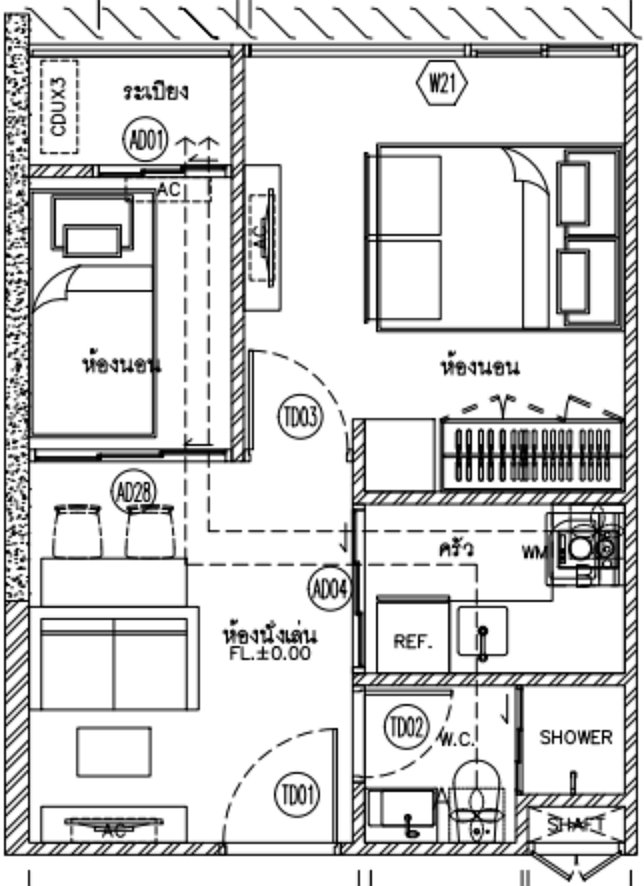 W21
CDUX3
ระเบียง
AD01
AC
AC
ห้องนอน
ห้องนอน
TD03
AD28
ครัว
WM
AD04
ห้องนั่งเล่น
FL.±0.00
REF.
TD02
W.C.
SHOWER
TD01
AC
SHAFT